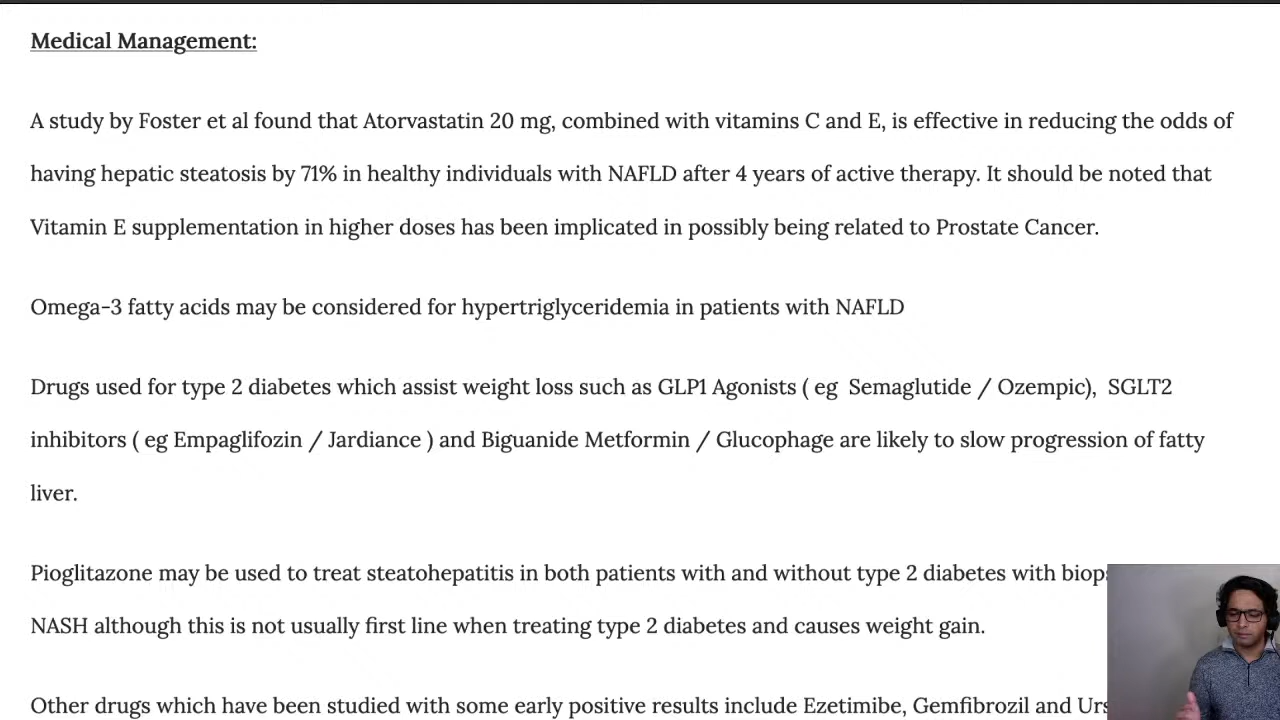 Medical Management:
A study by Foster et al found that Atorvastatin 20 mg, combined with vitamins C and E, is effective in reducing the odds of
having hepatic steatosis by 71% in healthy individuals with NAFLD after 4 years of active therapy. It should be noted that
Vitamin E supplementation in higher doses has been implicated in possibly being related to Prostate Cancer.
Omega-3 fatty acids may be considered for hypertriglyceridemia in patients with NAFLD
Drugs used for type 2 diabetes which assist weight loss such as GLP1 Agonists ( eg Semaglutide / Ozempic), SGLT2
inhibitors ( eg Empaglifozin / Jardiance ) and Biguanide Metformin / Glucophage are likely to slow progression of fatty
liver.
Pioglitazone may be used to treat steatohepatitis in both patients with and without type 2 diabetes with
NASH although this is not usually first line when treating type 2 diabetes and causes weight gain.
Other drugs which have been studied with some early positive results include Ezetimibe, Gemfibrozil and